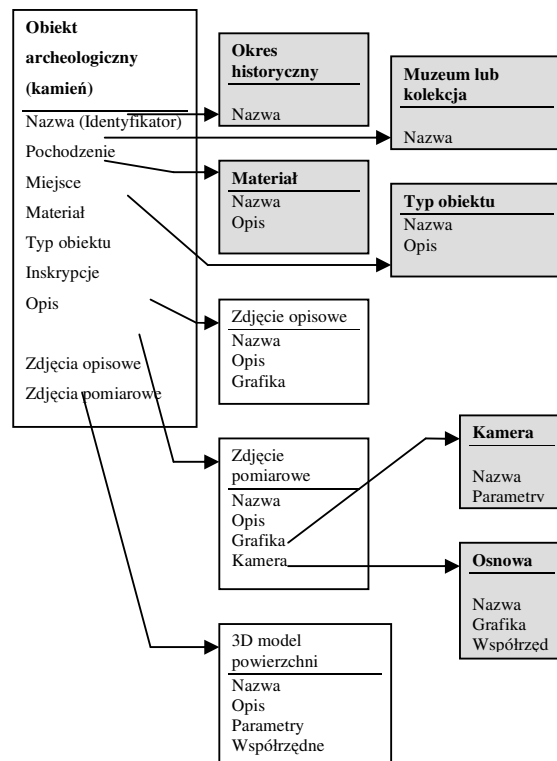 Obiekt
archeologiczny
(kamień)
Nazwa (Identyfikator)
Pochodzenie
Miejsce
Materiał
Typ obiektu
Inskrypcje
Opis
Zdjęcia opisowe
Zdjęcia pomiarowe
Okres
historyczny
Nazwa
Muzeum lub
kolekcja
Nazwa
Materiał
Nazwa
Opis
Typ obiektu
Nazwa
Opis
Zdjęcie opisowe
Nazwa
Opis
Grafika
Zdjęcie
pomiarowe
Nazwa
Opis
Grafika
Kamera
Kamera
Nazwa
Parametry
Osnowa
Nazwa
Grafika
Współrzęd
3D model
powierzchni
Nazwa
Opis
Parametry
Współrzędne